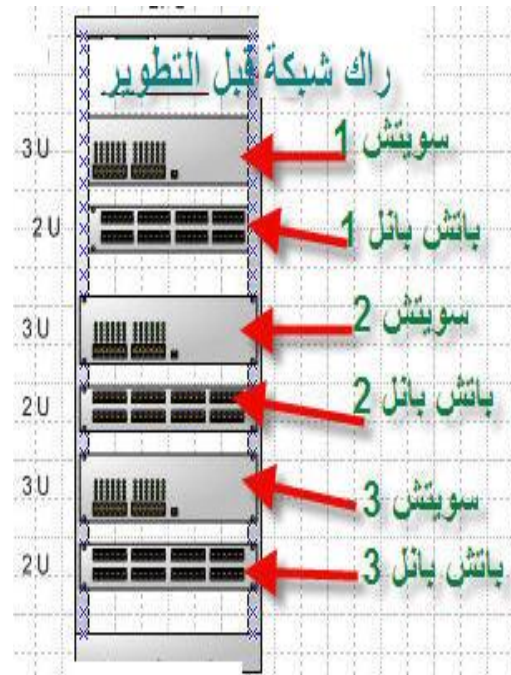 راك شبكة قبل التطوير
3U
سويتش 1
2U
باتش بانل 1
3U
سويتش 2
2U
باتش بانل 2
3U
سويتش 3
2U
باتش بانل 3